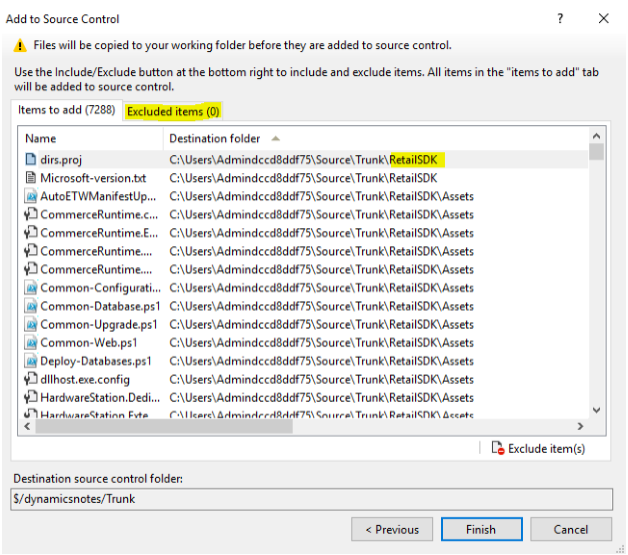 Add to Source Control
Files will be copied to your working folder before they are added to source control.
Use the Include/Exclude button at the bottom right to include and exclude items. All items in the "items to add" tab
will be added to source control.
Items to add (7288) Excluded items (0)
Name Destination folder
dirs.proj C:\Users\Admindccd8ddf75\Source\Trunk\RetailSDK
Microsoft-version.txt C:\Users\Admindccd8ddf75\Source\Trunk\RetailSDK
AutoETWManifestUp... C:\Users\Admindccd8ddf75\Source\Trunk\RetailSDK\Assets
CommerceRuntime.c... C:\Users\Admindccd8ddf75\Source\Trunk\RetailSDK\Assets
CommerceRuntime.E... C:\Users\Admindccd8ddf75\Source\Trunk\RetailSDK\Assets
CommerceRuntime.... C:\Users\Admindccd8ddf75\Source\Trunk\RetailSDK\Assets
CommerceRuntime.... C:\Users\Admindccd8ddf75\Source\Trunk\RetailSDK\Assets
Common-Configurati... C:\Users\Admindccd8ddf75\Source\Trunk\RetailSDK\Assets
Common-Database.ps1 C:\Users\Admindccd8ddf75\Source\Trunk\RetailSDK\Assets
Common-Upgrade.ps1 C:\Users\Admindccd8ddf75\Source\Trunk\RetailSDK\Assets
Common-Web.ps1 C:\Users\Admindccd8ddf75\Source\Trunk\RetailSDK\Assets
Deploy-Databases.ps1 C:\Users\Admindccd8ddf75\Source\Trunk\RetailSDK\Assets
dllhost.exe.config C:\Users\Admindccd8ddf75\Source\Trunk\RetailSDK\Assets
HardwareStation.Dedi... C:\Users\Admindccd8ddf75\Source\Trunk\RetailSDK\Assets
HardwareStation.Exte... C:\Users\Admindccd8ddf75\Source\Trunk\RetailSDK\Assets
Exclude item(s)
Destination source control folder:
$/dynamicsnotes/Trunk
< Previous Finish Cancel